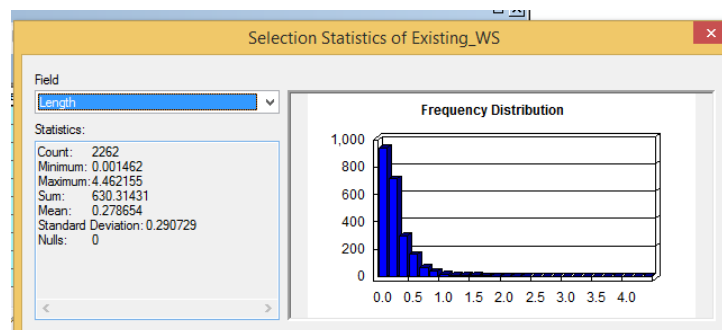 Selection Statistics of Existing_WS
Field
Length
Statistics:
Count: 2262
Minimum: 0.001462
Maximum: 4.462155
Sum: 630.31431
Mean: 0.278654
Standard Deviation: 0.290729
Nulls: 0
Frequency Distribution
1,000
800
600
400
200
0
0.0 0.5 1.0 1.5 2.0 2.5 3.0 3.5 4.0